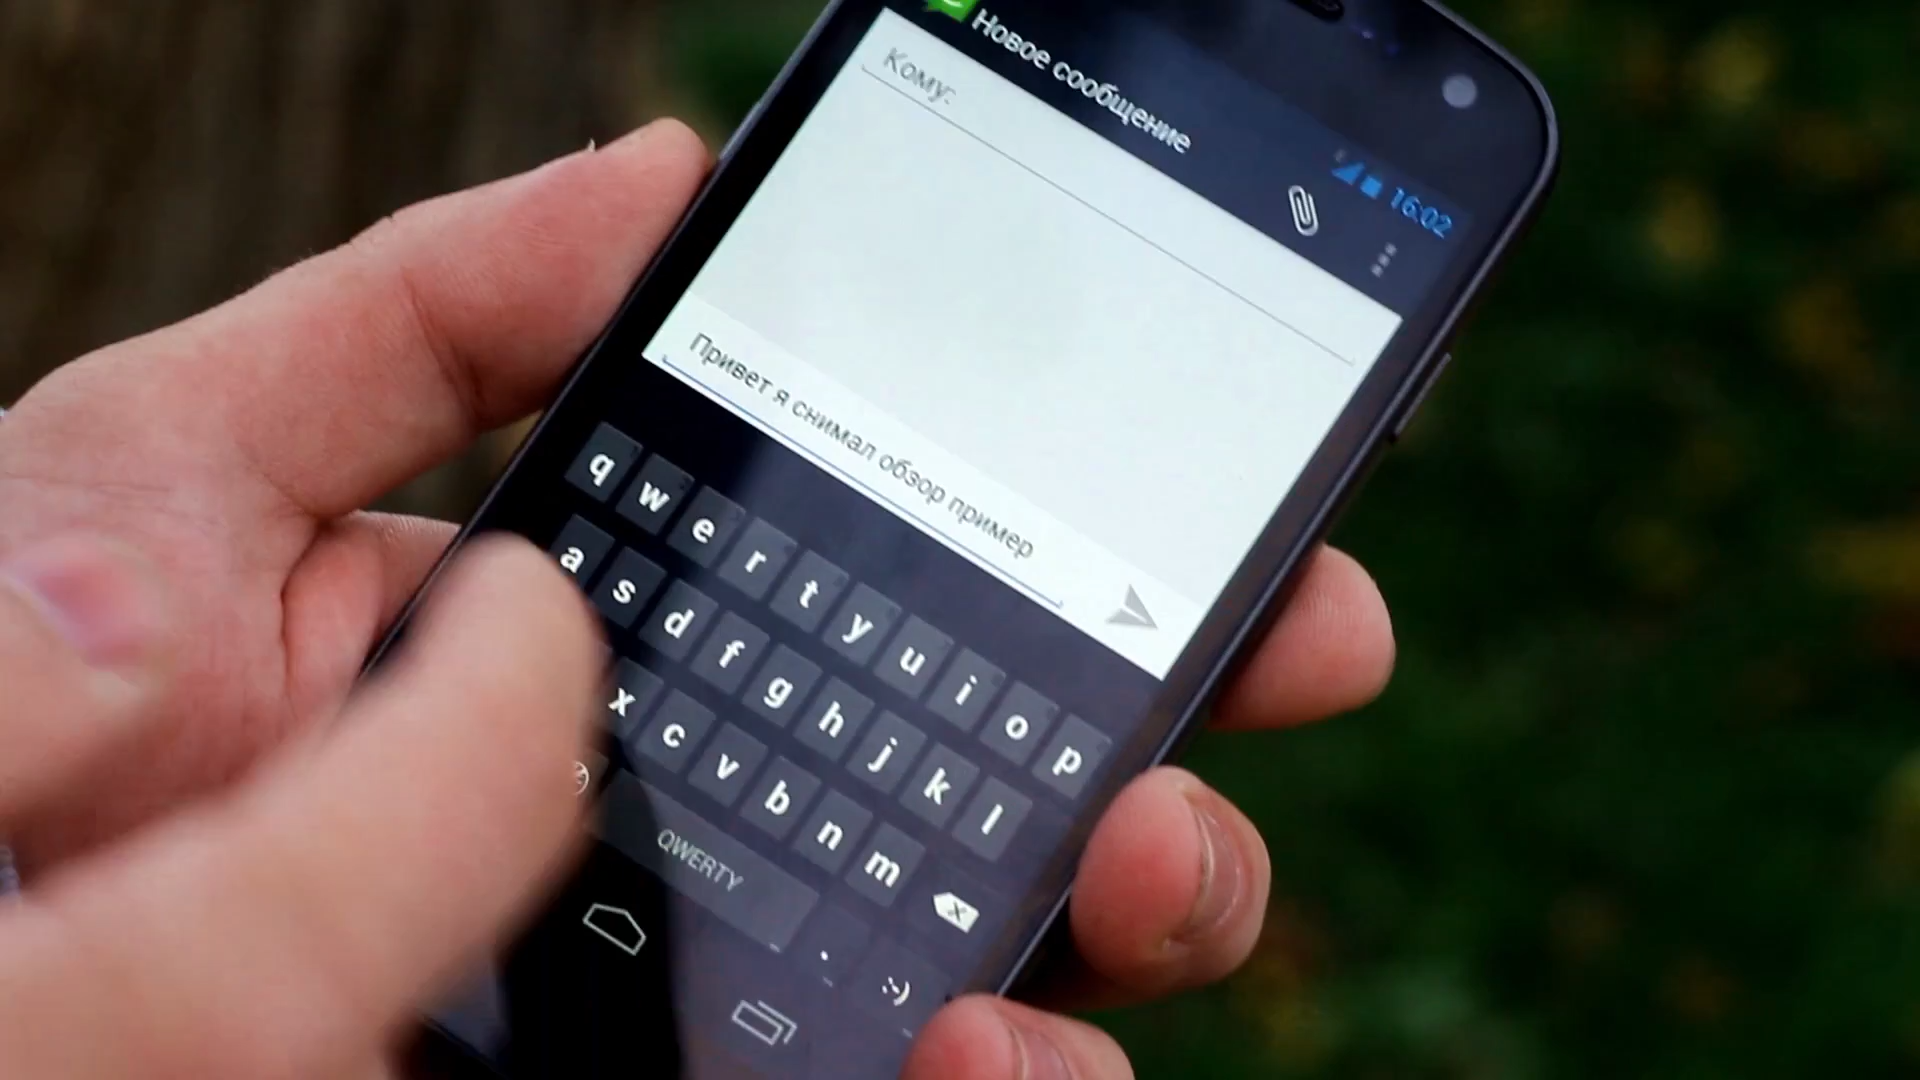 16:02
Новое сообщение
Кому:
Привет я снимал обзор пример
q w e r t y u i o p
a s d f g h j k l
x c v b n m
QWERTY . :-)